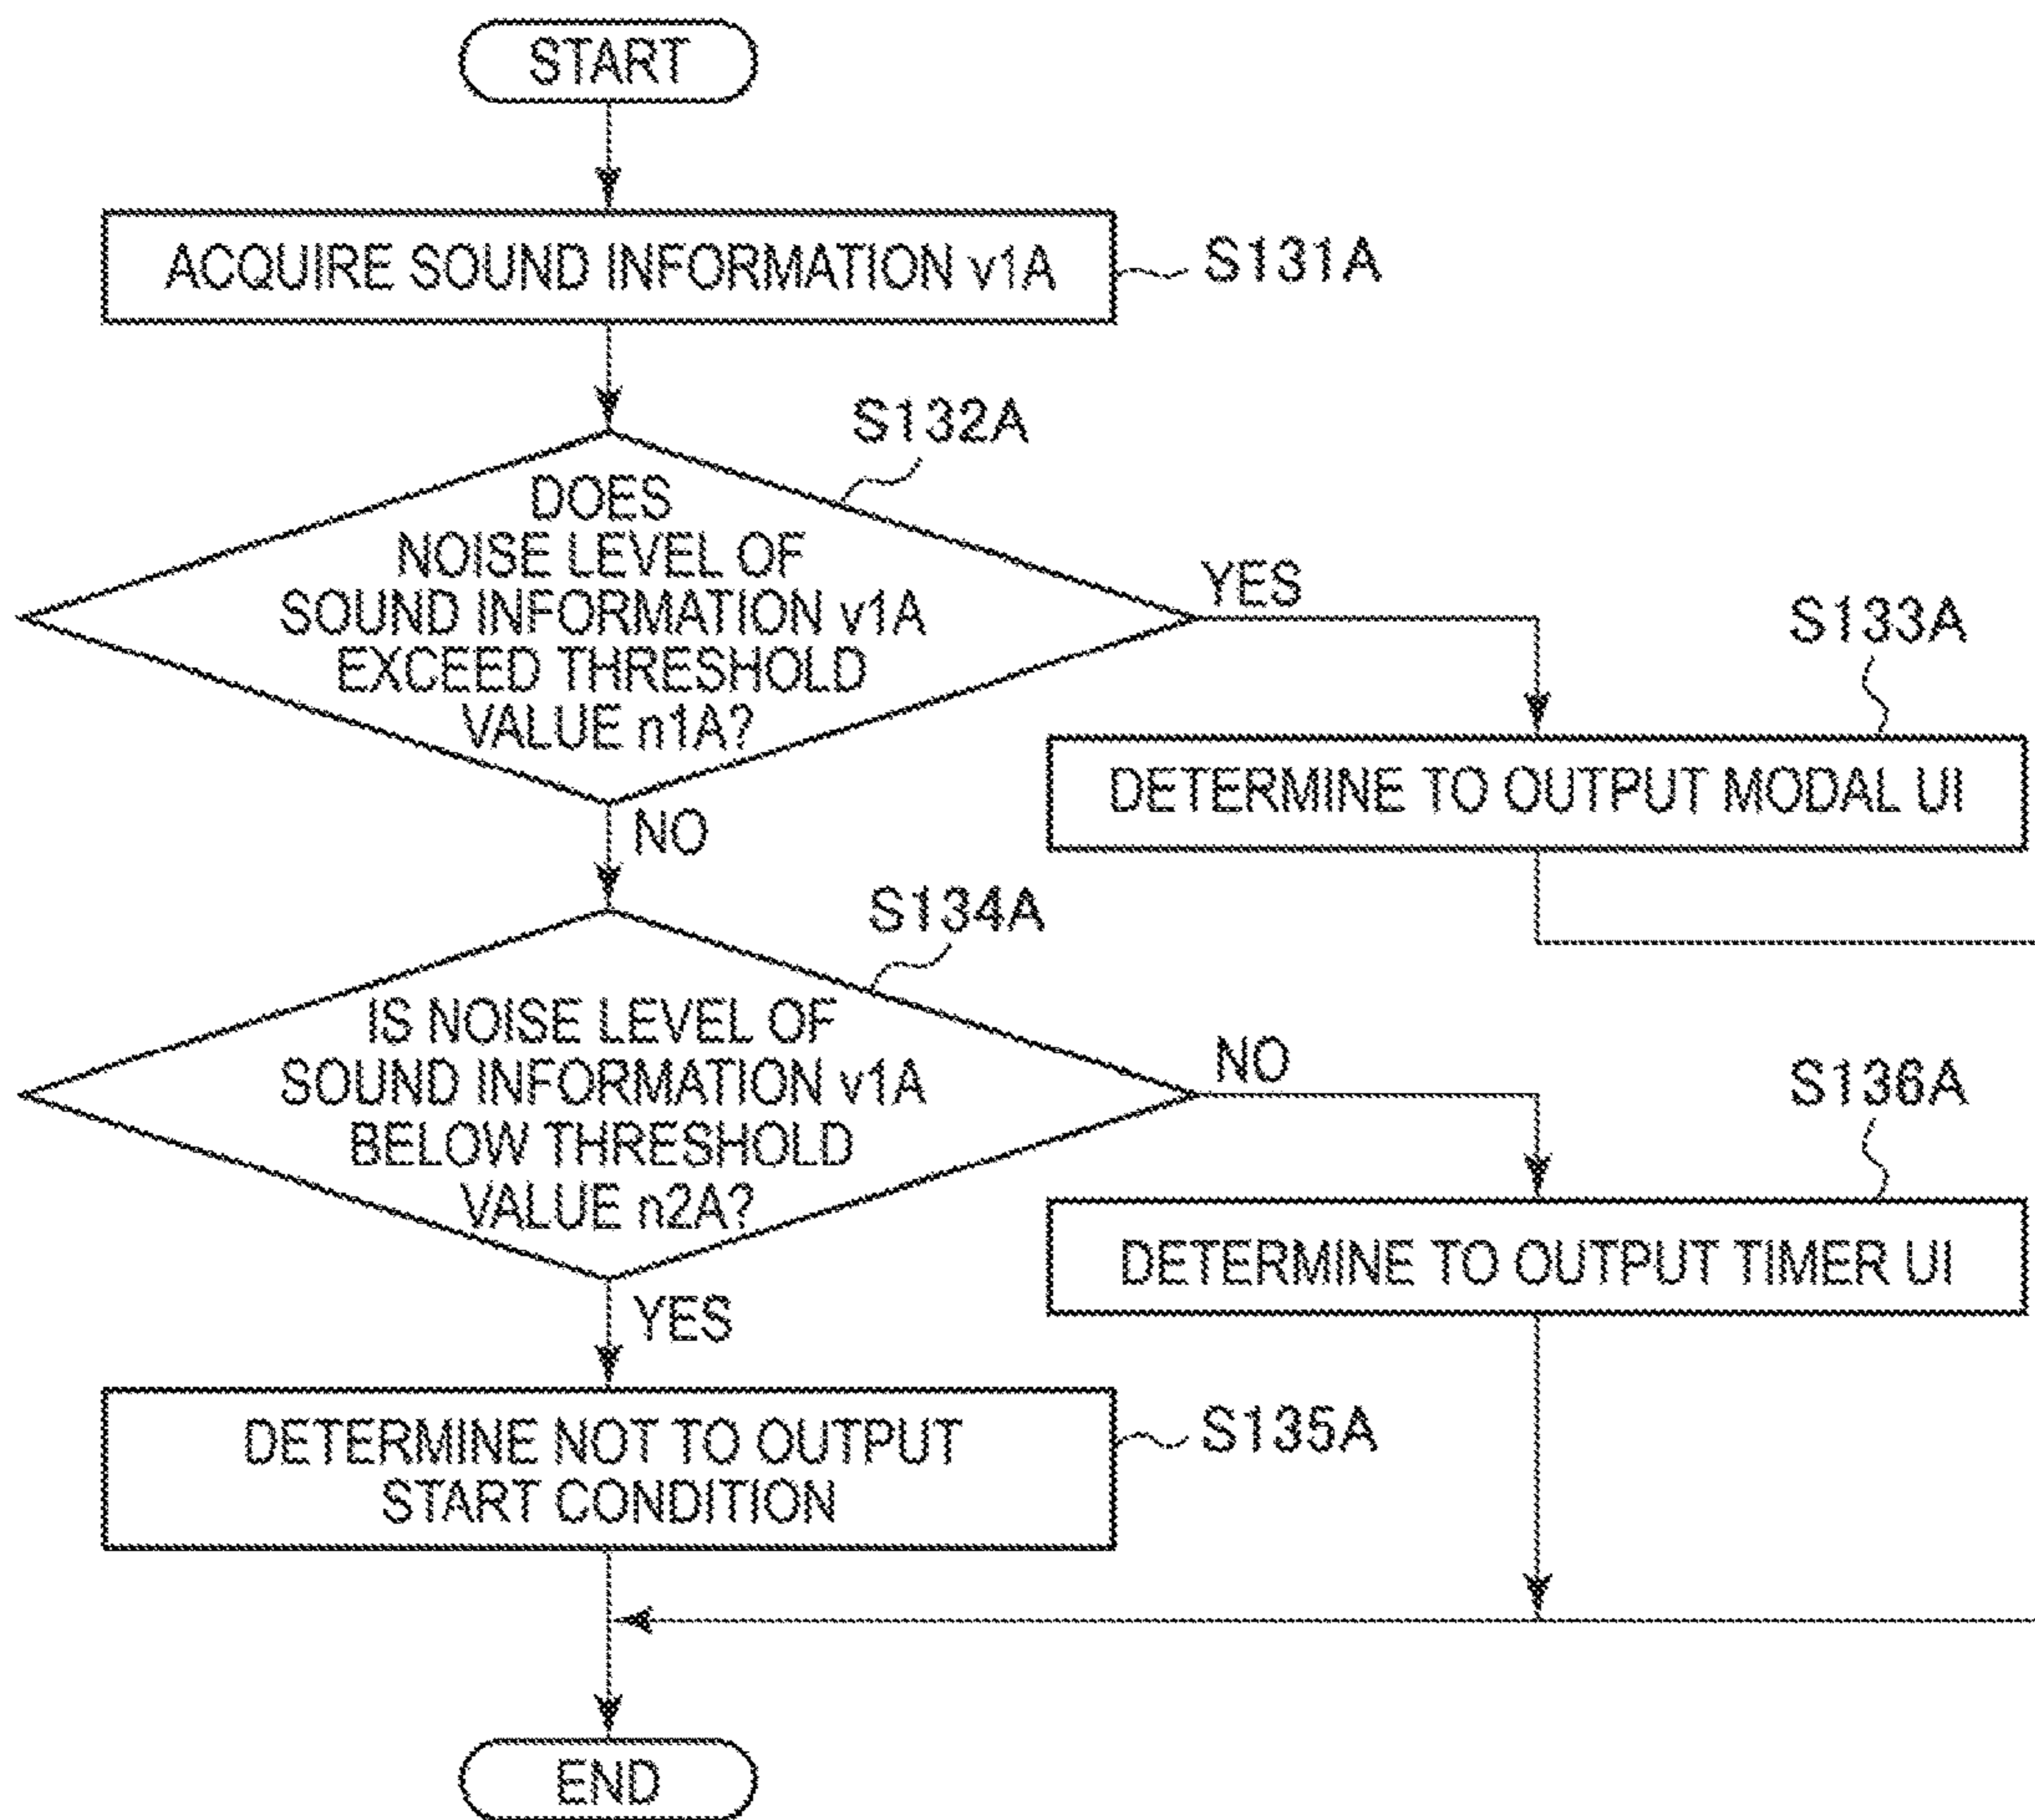 START
ACQUIRE SOUND INFORMATION v1A
S131A
S132A
DOES
NOISE LEVEL OF
SOUND INFORMATION v1A
EXCEED THRESHOLD
VALUE n1A?
YES
S133A
DETERMINE TO OUTPUT MODAL UI
NO
S134A
IS NOISE LEVEL OF
SOUND INFORMATION v1A
BELOW THRESHOLD
VALUE n2A?
NO
S136A
DETERMINE TO OUTPUT TIMER UI
YES
DETERMINE NOT TO OUTPUT
START CONDITION
S135A
END